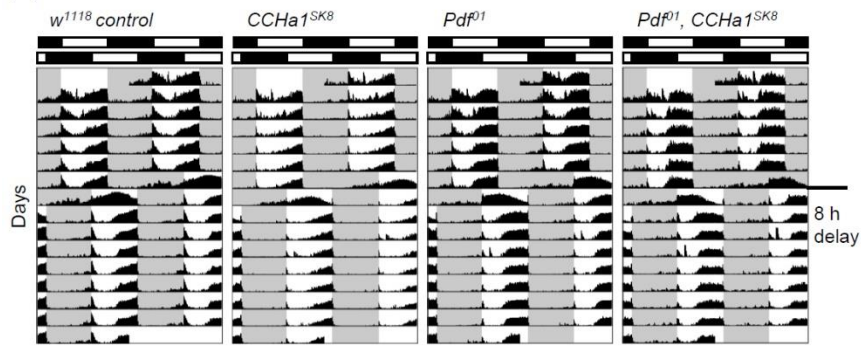 w¹¹¹⁸ control
CCHa1ˢᴷ⁸
Pdf⁰¹
Pdf⁰¹, CCHa1ˢᴷ⁸
Days
8 h
delay